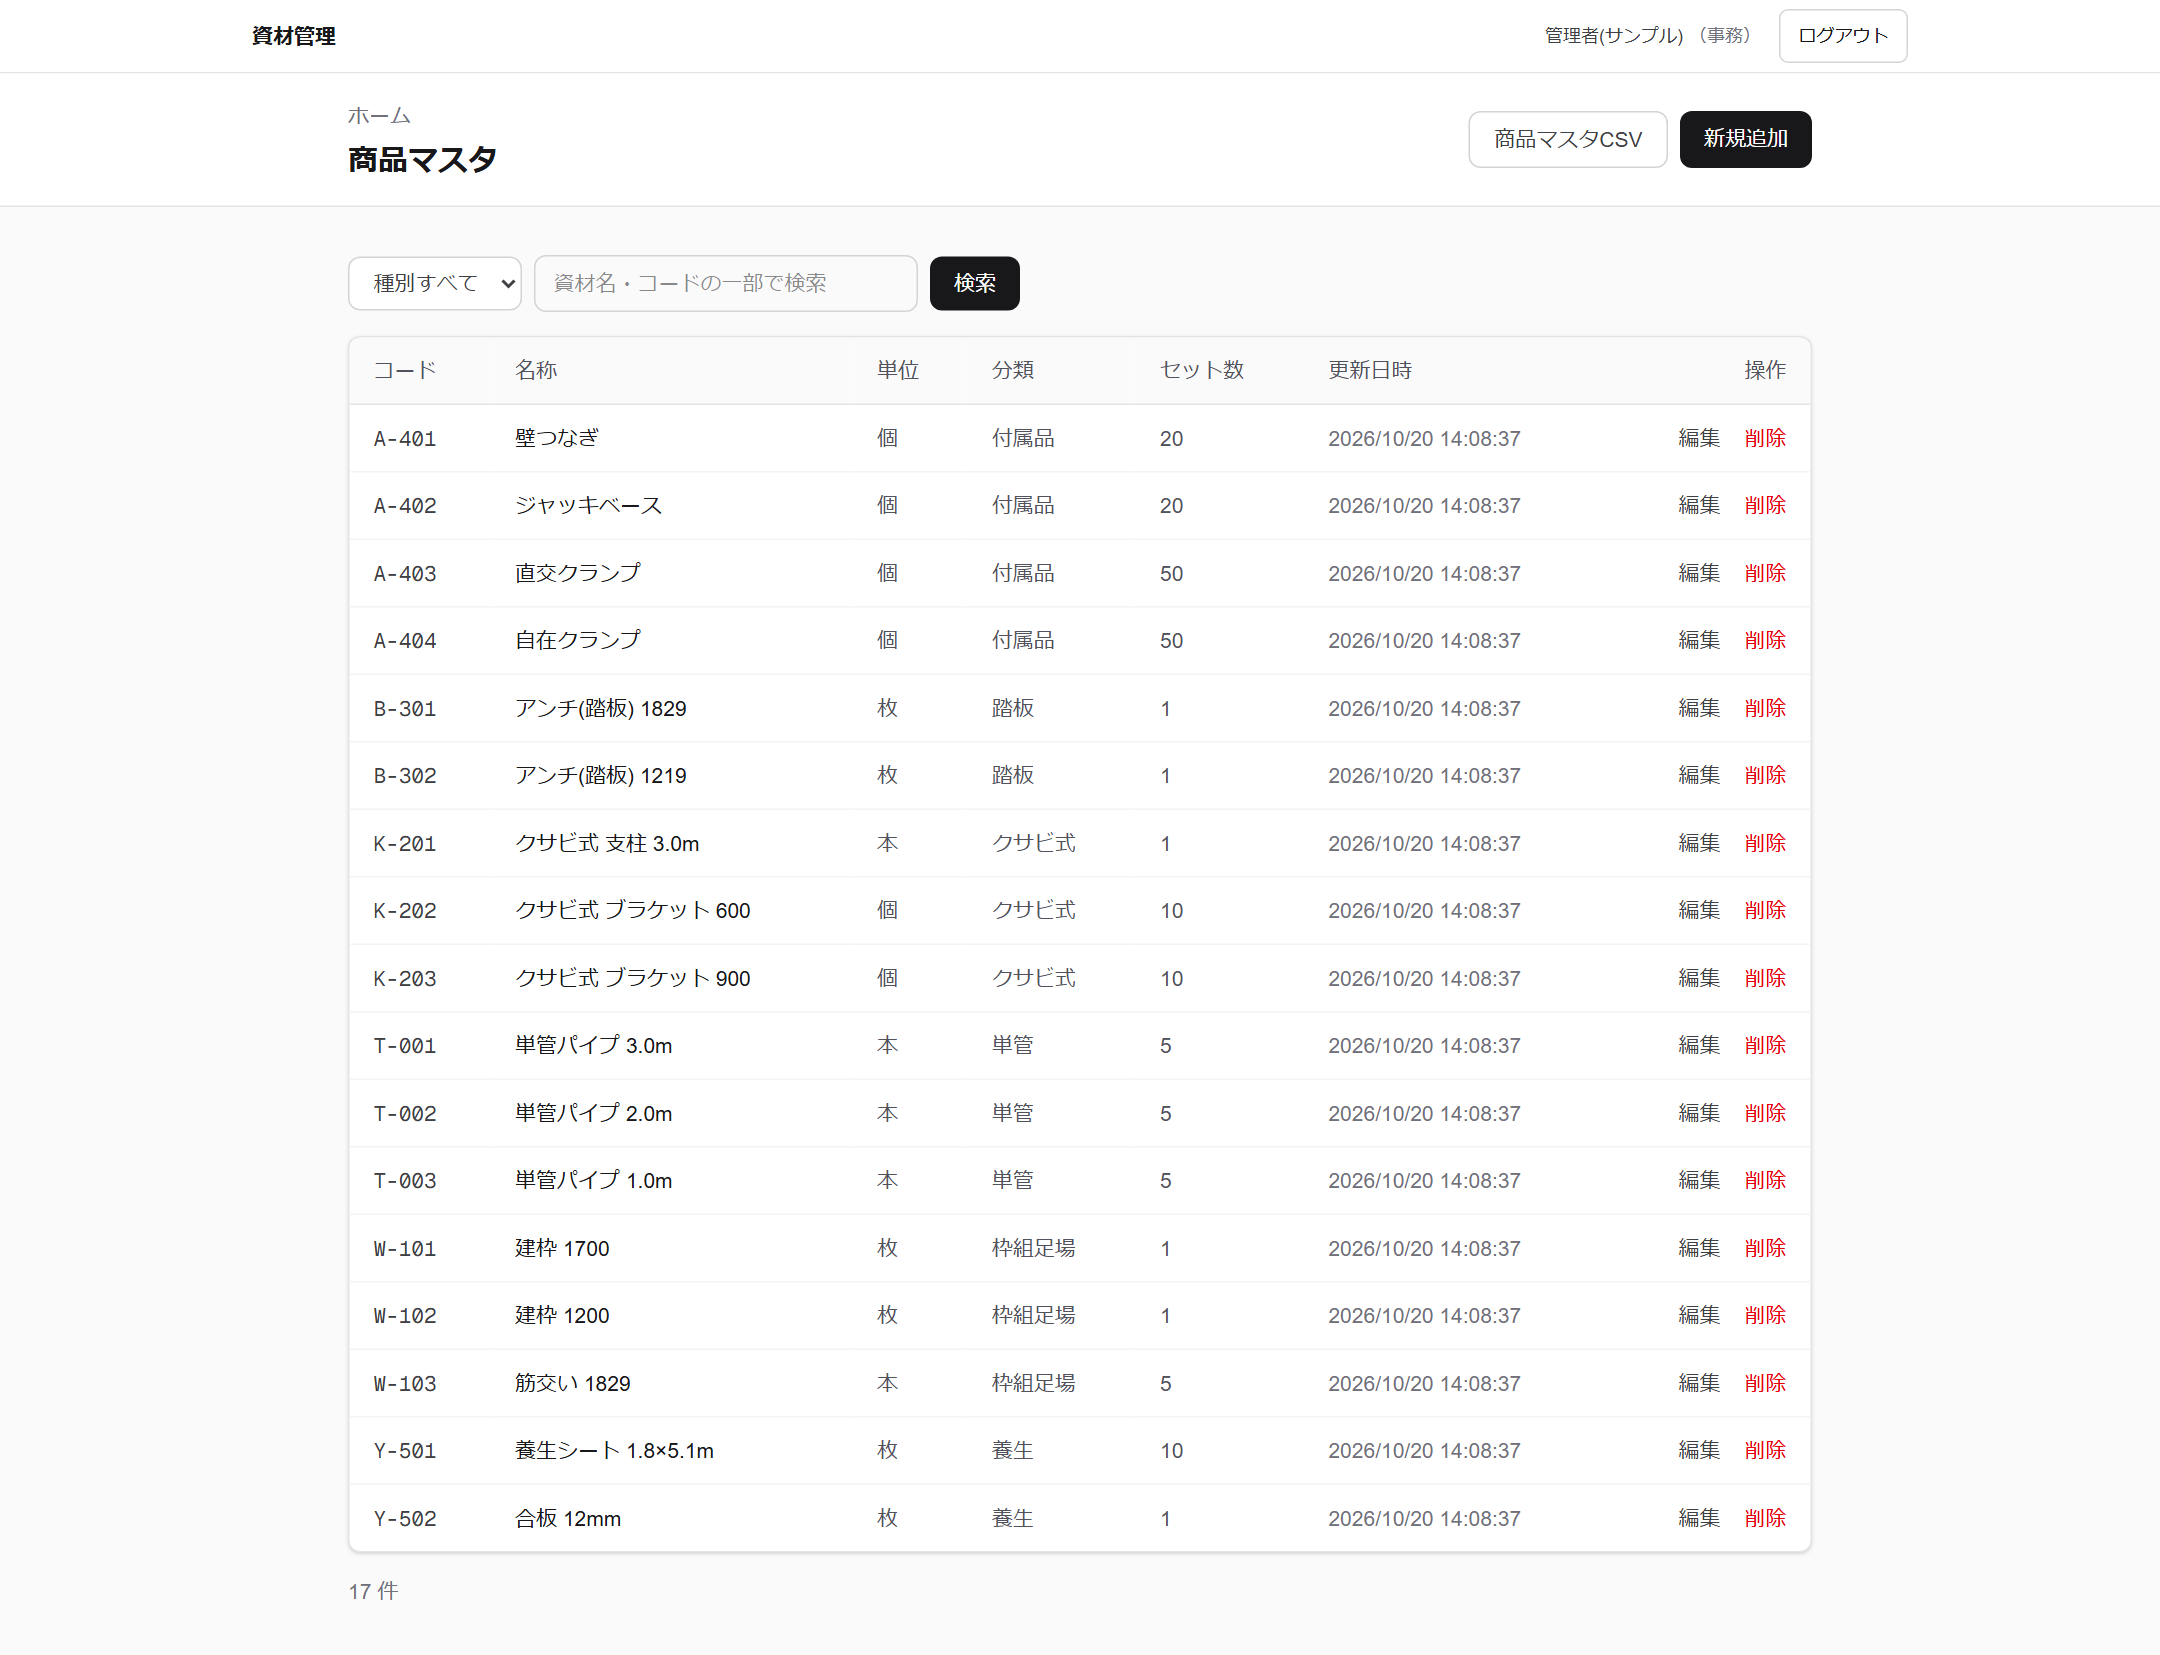 資材管理 管理者(サンプル) （事務） ログアウト
ホーム
商品マスタ 商品マスタCSV 新規追加
種別すべて 資材名・コードの一部で検索 検索
コード 名称 単位 分類 セット数 更新日時 操作
A-401 壁つなぎ 個 付属品 20 2026/10/20 14:08:37 編集 削除
A-402 ジャッキベース 個 付属品 20 2026/10/20 14:08:37 編集 削除
A-403 直交クランプ 個 付属品 50 2026/10/20 14:08:37 編集 削除
A-404 自在クランプ 個 付属品 50 2026/10/20 14:08:37 編集 削除
B-301 アンチ(踏板) 1829 枚 踏板 1 2026/10/20 14:08:37 編集 削除
B-302 アンチ(踏板) 1219 枚 踏板 1 2026/10/20 14:08:37 編集 削除
K-201 クサビ式 支柱 3.0m 本 クサビ式 1 2026/10/20 14:08:37 編集 削除
K-202 クサビ式 ブラケット 600 個 クサビ式 10 2026/10/20 14:08:37 編集 削除
K-203 クサビ式 ブラケット 900 個 クサビ式 10 2026/10/20 14:08:37 編集 削除
T-001 単管パイプ 3.0m 本 単管 5 2026/10/20 14:08:37 編集 削除
T-002 単管パイプ 2.0m 本 単管 5 2026/10/20 14:08:37 編集 削除
T-003 単管パイプ 1.0m 本 単管 5 2026/10/20 14:08:37 編集 削除
W-101 建枠 1700 枚 枠組足場 1 2026/10/20 14:08:37 編集 削除
W-102 建枠 1200 枚 枠組足場 1 2026/10/20 14:08:37 編集 削除
W-103 筋交い 1829 本 枠組足場 5 2026/10/20 14:08:37 編集 削除
Y-501 養生シート 1.8×5.1m 枚 養生 10 2026/10/20 14:08:37 編集 削除
Y-502 合板 12mm 枚 養生 1 2026/10/20 14:08:37 編集 削除
17 件